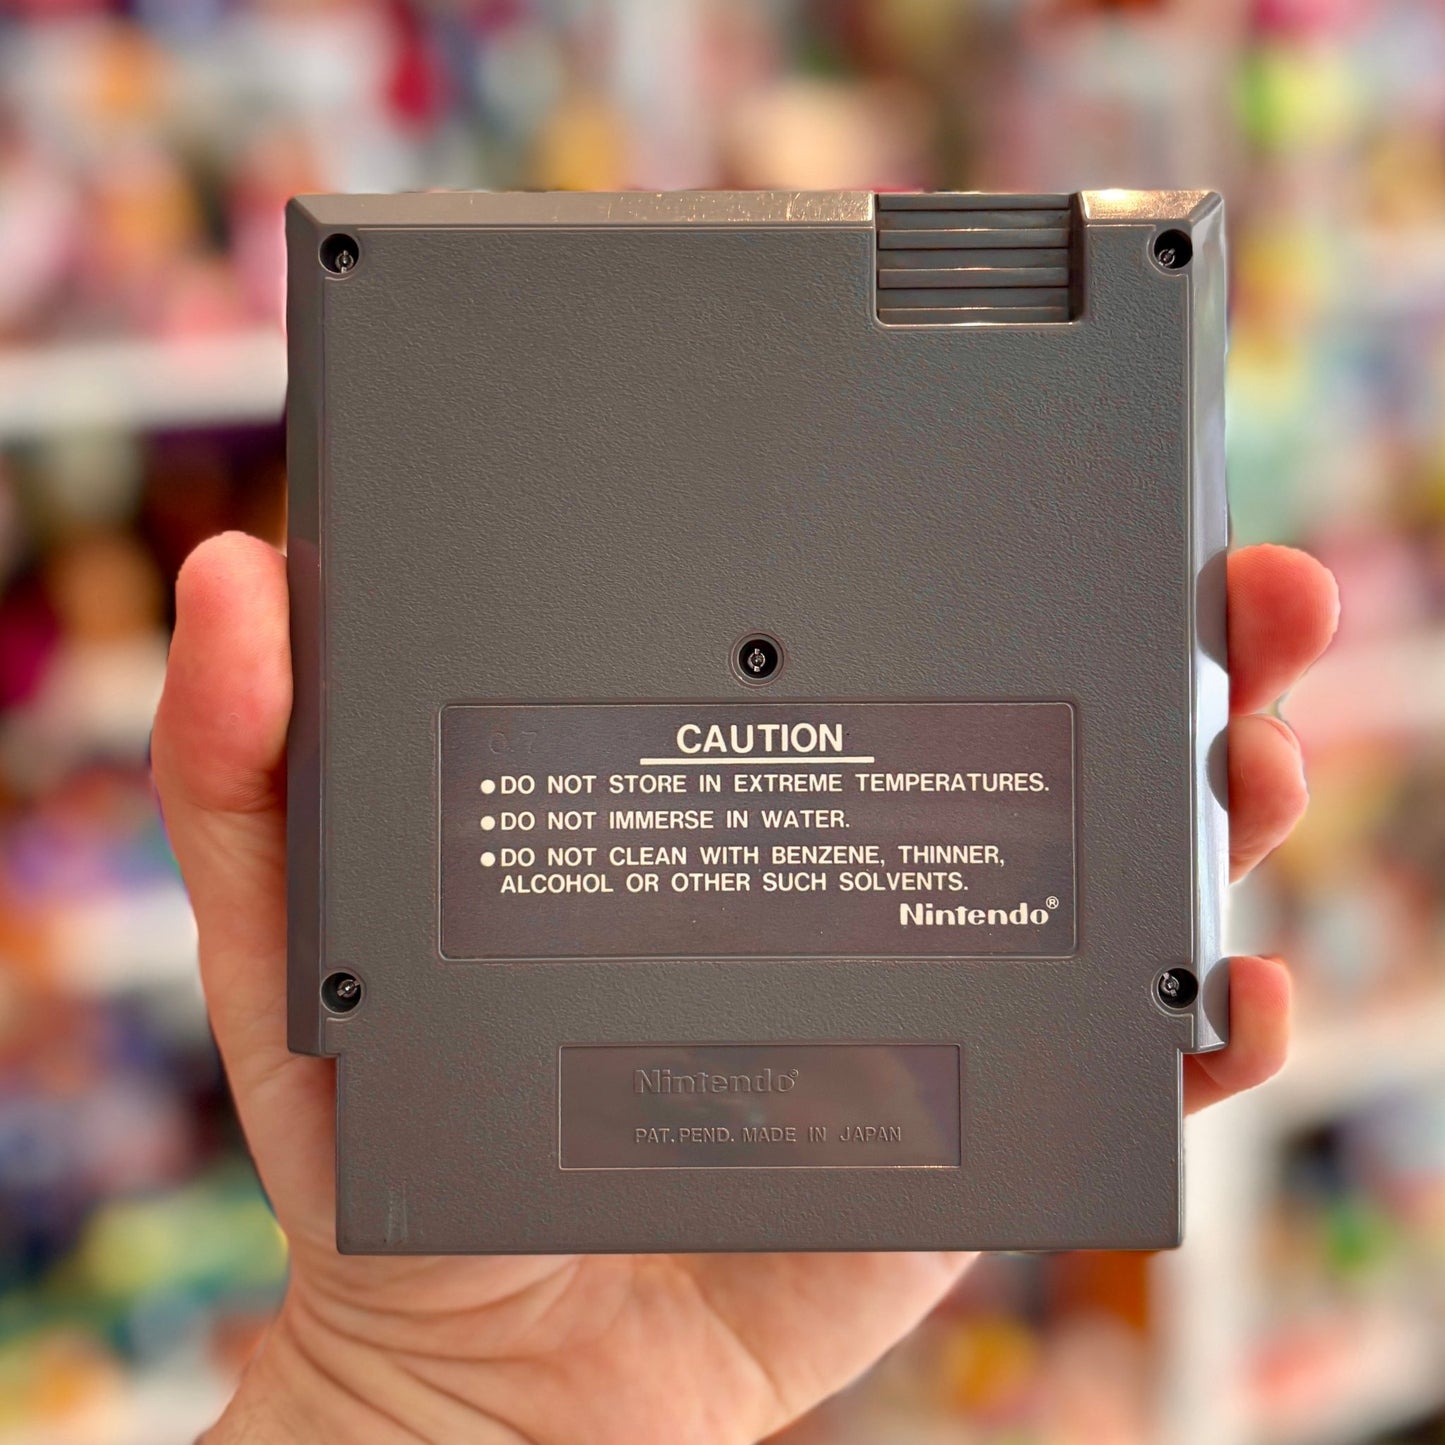 CAUTION
●DO NOT STORE IN EXTREME TEMPERATURES.
●DO NOT IMMERSE IN WATER.
●DO NOT CLEAN WITH BENZENE, THINNER,
ALCOHOL OR OTHER SUCH SOLVENTS.
Nintendo®
Nintendo®
PAT. PEND. MADE IN JAPAN